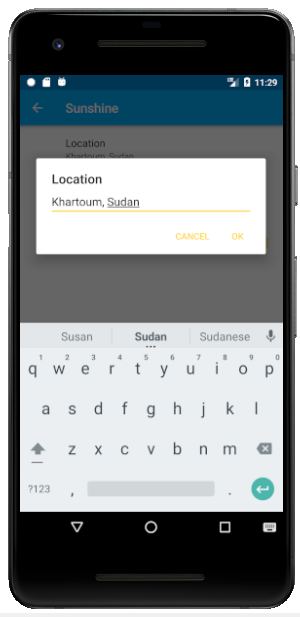 11:29
Sunshine
Location
Khartoum, Sudan
Location
Khartoum, Sudan
CANCEL OK
Susan Sudan Sudanese
1 2 3 4 5 6 7 8 9 0
q w e r t y u i o p
a s d f g h j k l
z x c v b n m
?123 , .